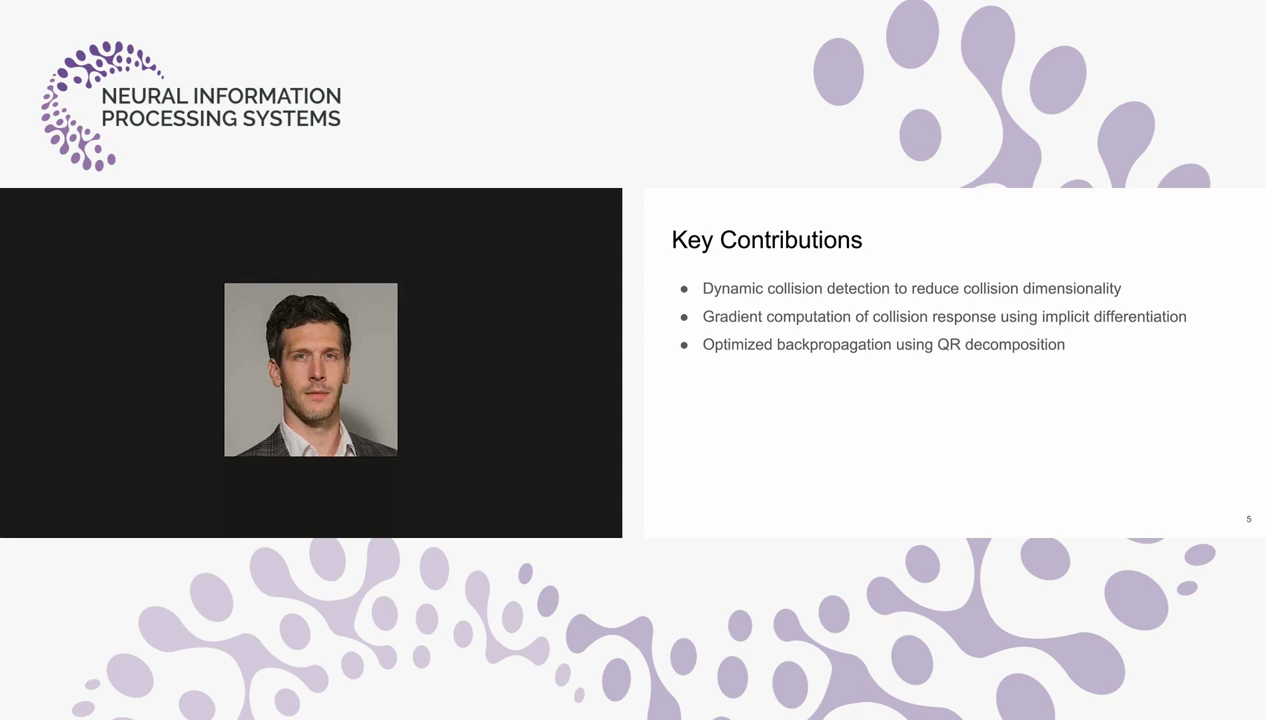 NEURAL INFORMATION
PROCESSING SYSTEMS
Key Contributions
● Dynamic collision detection to reduce collision dimensionality
● Gradient computation of collision response using implicit differentiation
● Optimized backpropagation using QR decomposition
5